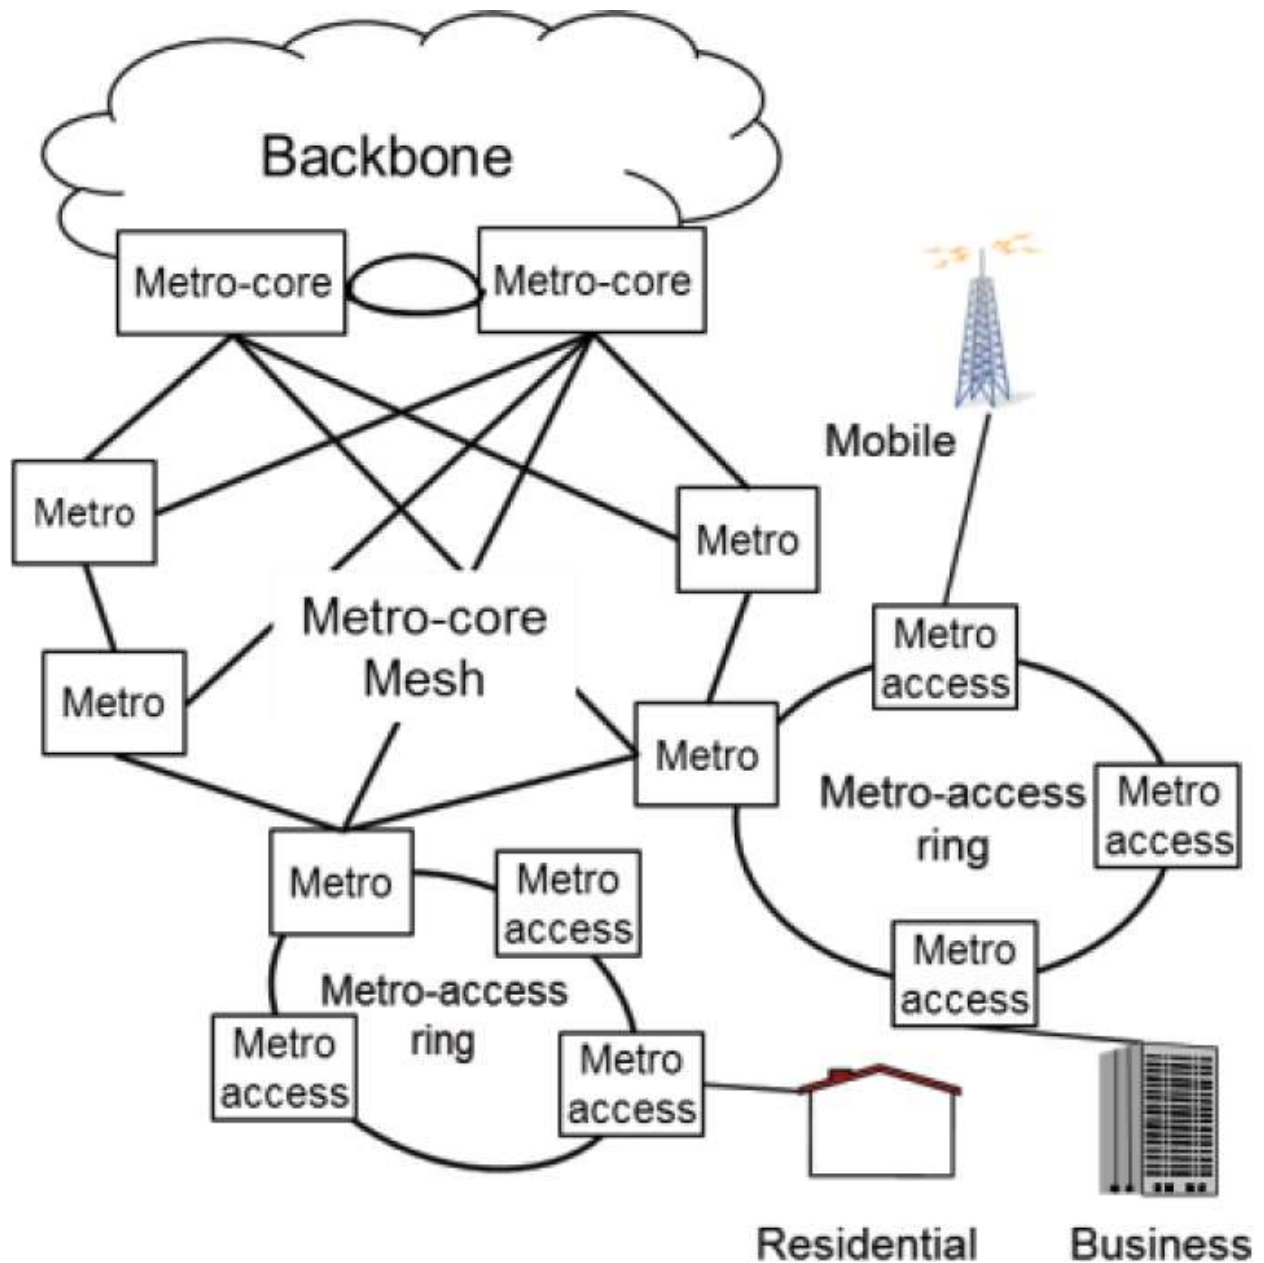 Backbone
Metro-core
Metro-core
Mobile
Metro
Metro
Metro-core
Mesh
Metro
access
Metro
Metro
Metro-access
ring
Metro
access
Metro
Metro
access
Metro
access
Metro-access
ring
Metro
access
Metro
access
Residential
Business